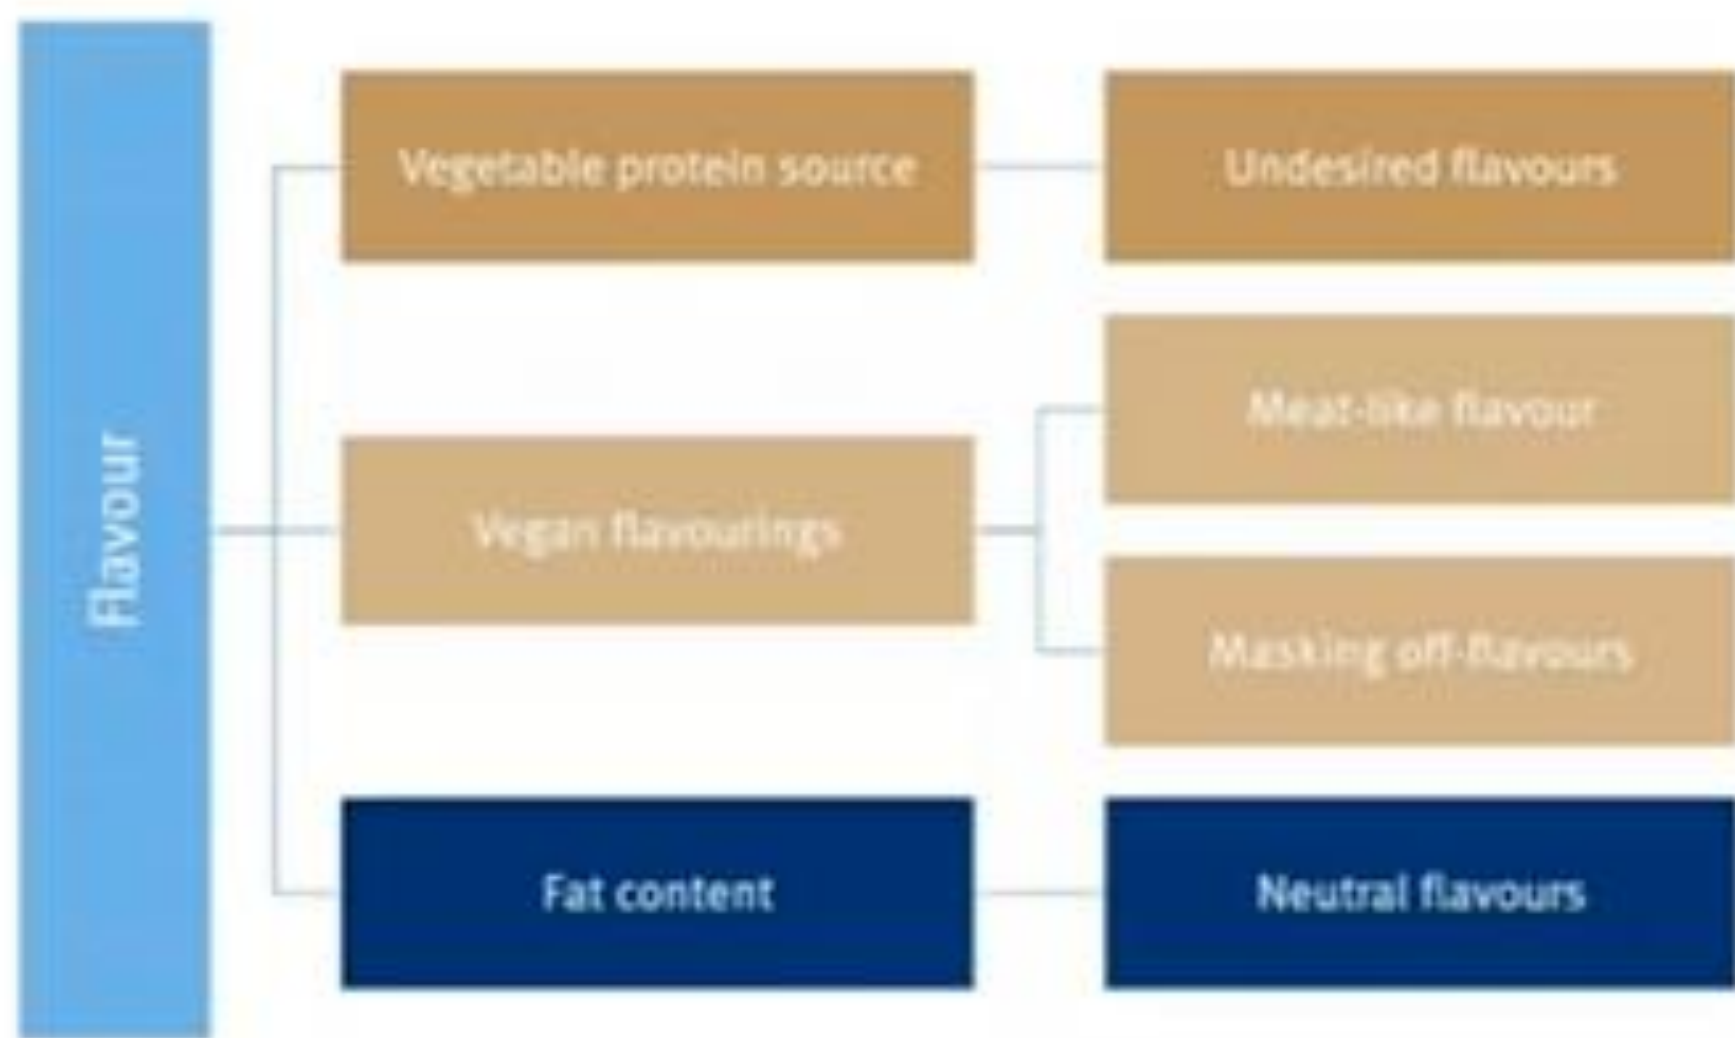 Flavour
Vegetable protein source
Undesired flavours
Vegan flavourings
Meat-like flavour
Masking off-flavours
Fat content
Neutral flavours